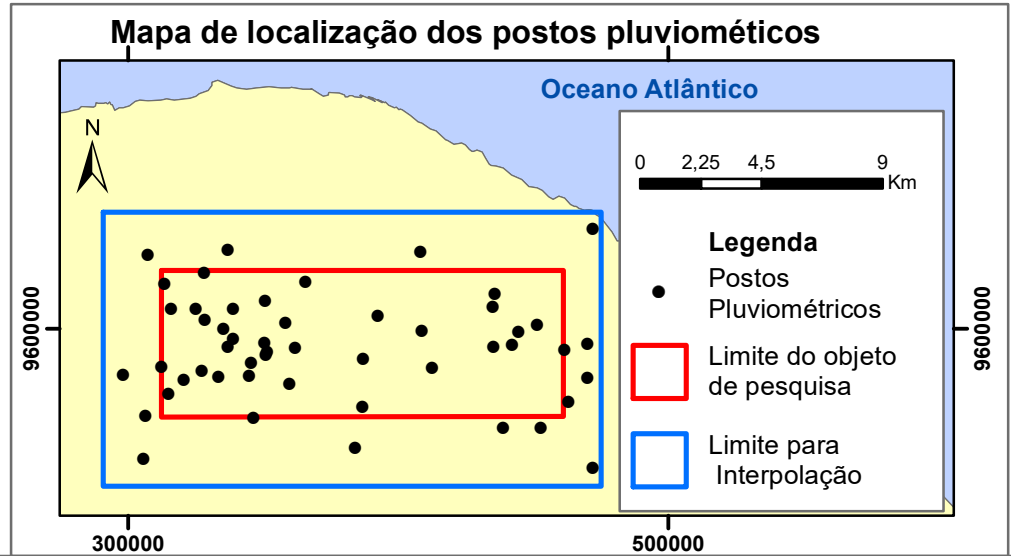 Mapa de localização dos postos pluviométicos
Oceano Atlântico
N
0 2,25 4,5 9
Km
Legenda
Postos
Pluviométricos
Limite do objeto
de pesquisa
Limite para
Interpolação
9600000
9600000
300000
500000